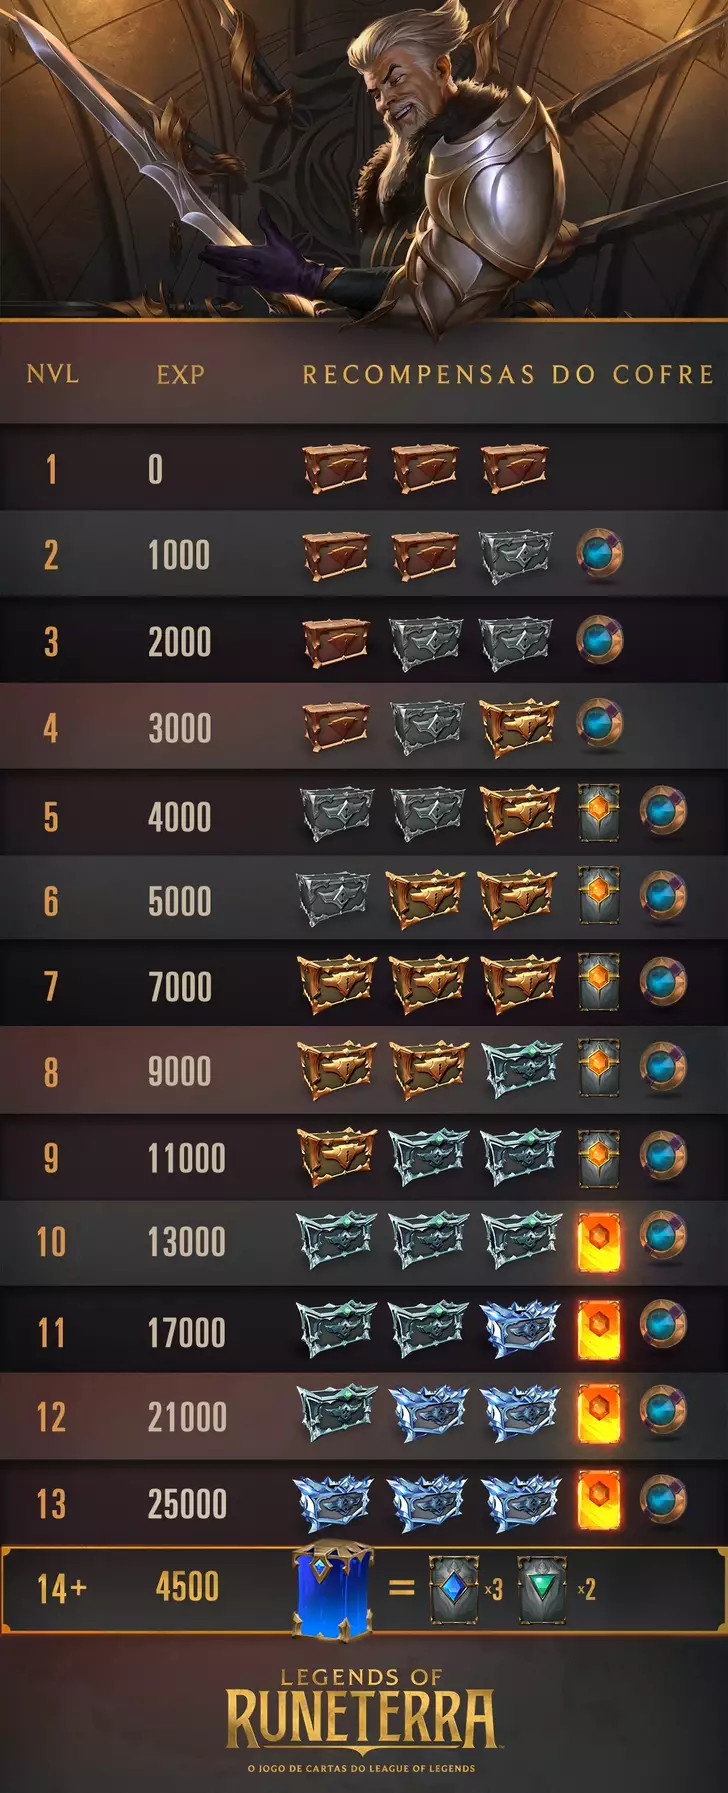 NVL EXP RECOMPENSAS DO COFRE
1 0
2 1000
3 2000
4 3000
5 4000
6 5000
7 7000
8 9000
9 11000
10 13000
11 17000
12 21000
13 25000
14+ 4500 = x3 x2
LEGENDS OF
RUNETERRA
O JOGO DE CARTAS DO LEAGUE OF LEGENDS